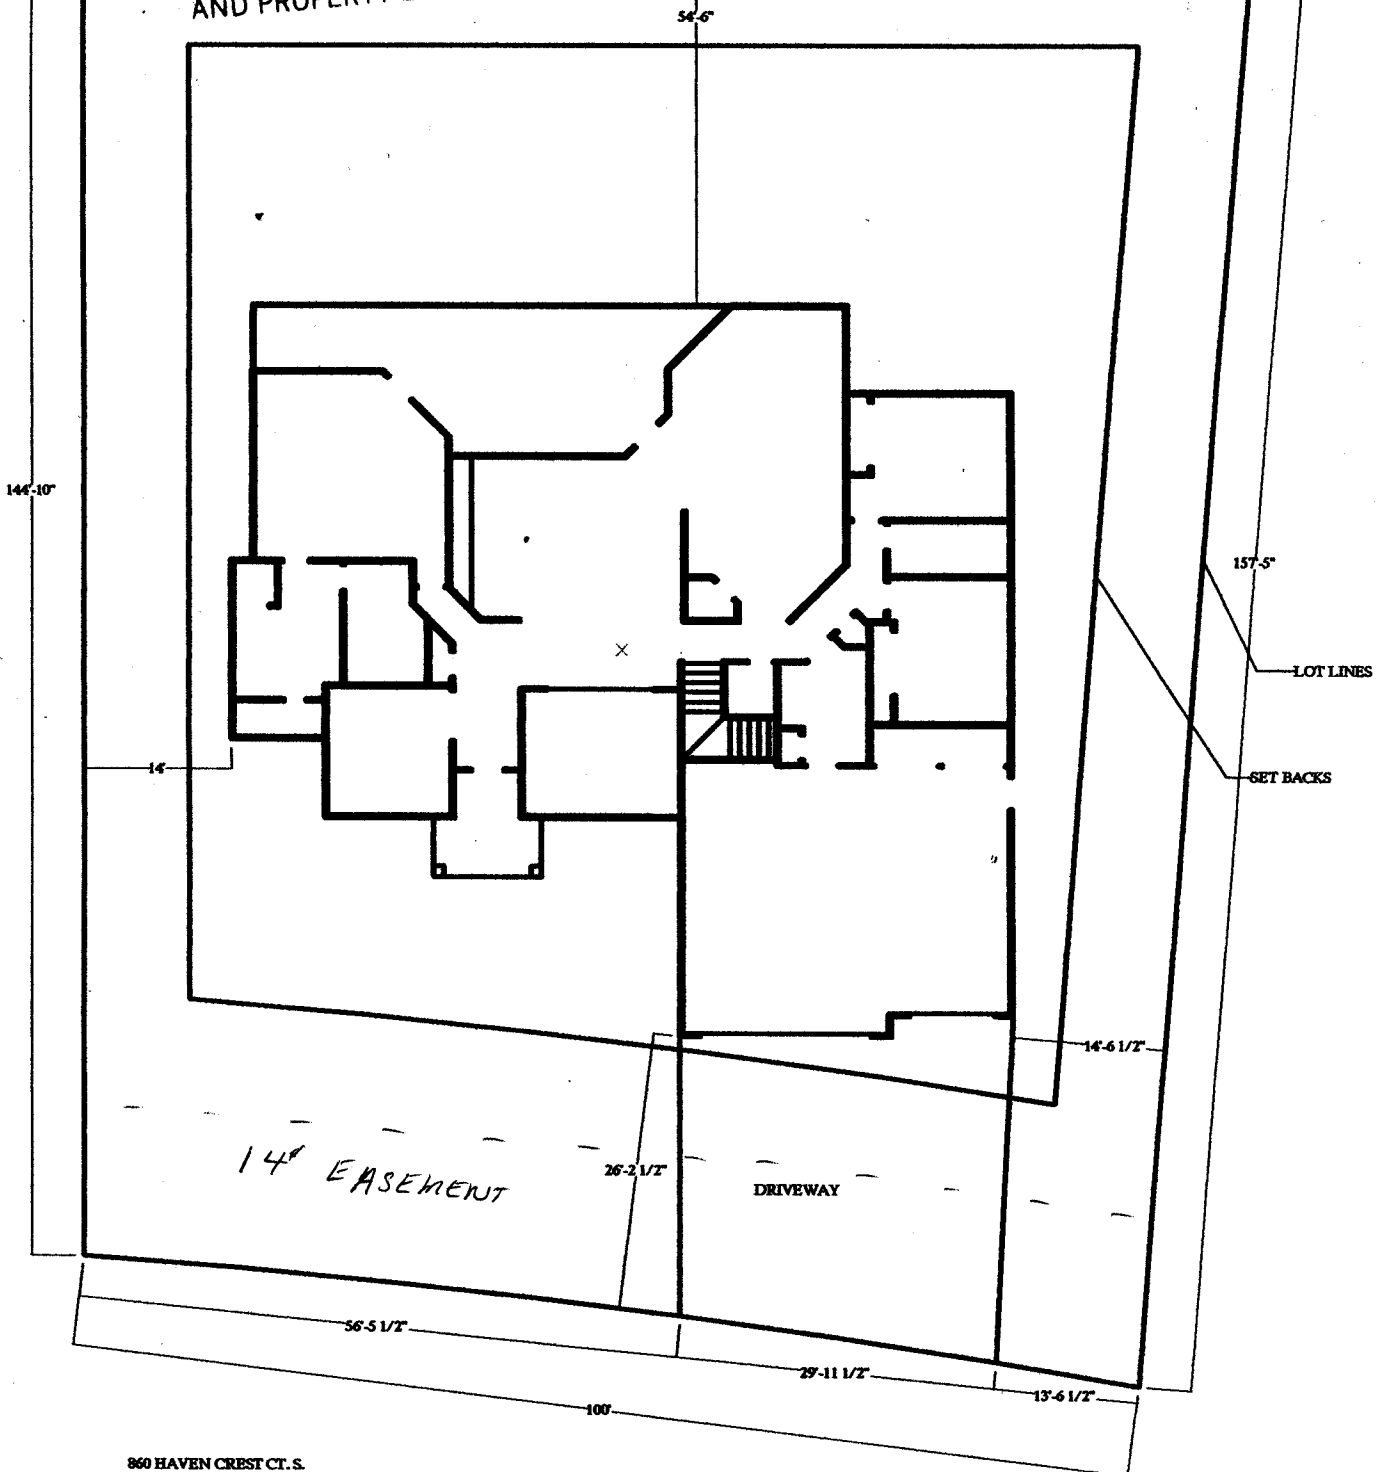 AND PROPERTY
54'-6"
144'-10"
157'-5"
LOT LINES
14'
SET BACKS
14'-6 1/2"
14' EASEMENT
26'-2 1/2"
DRIVEWAY
56'-5 1/2"
29'-11 1/2"
13'-6 1/2"
100'
860 HAVEN CREST CT. S.